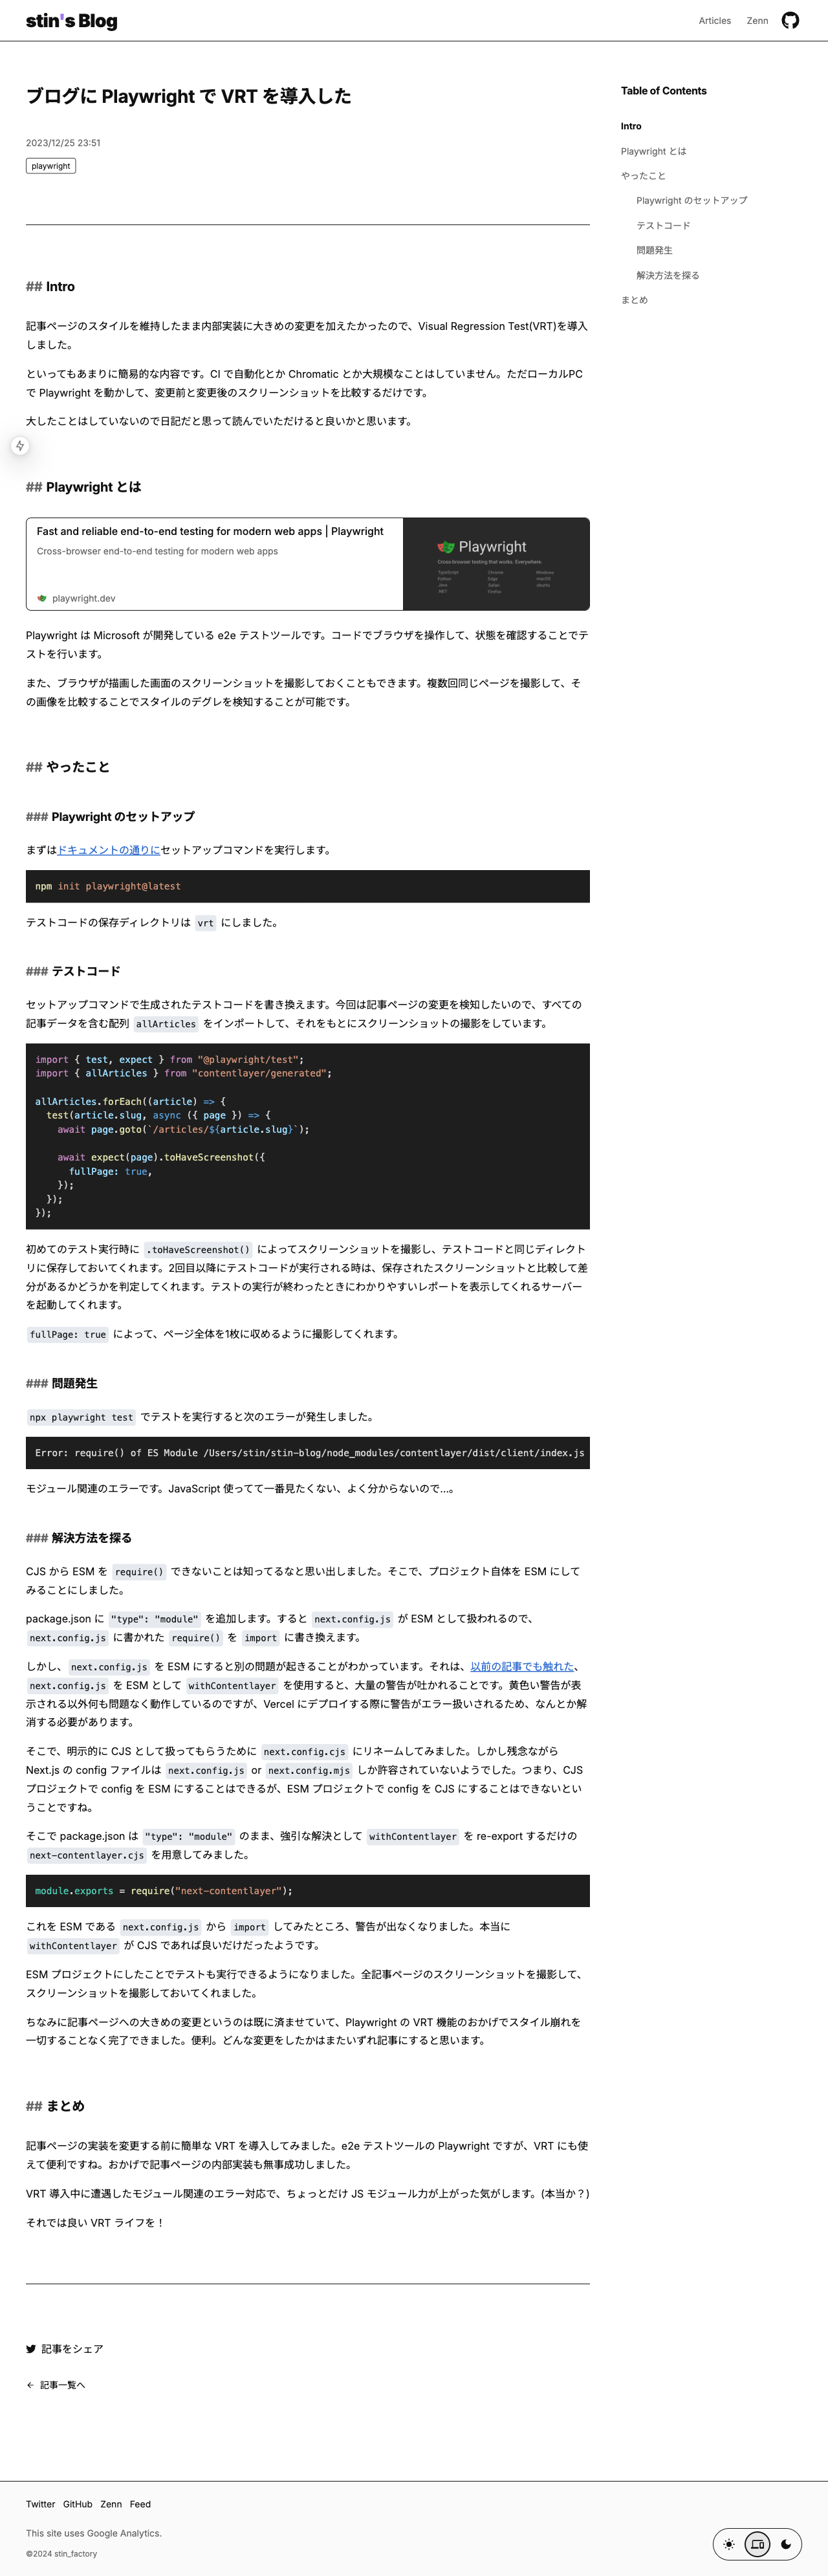 stin's Blog
Articles
Zenn
ブログに Playwright で VRT を導入した
2023/12/25 23:51
playwright
Table of Contents
Intro
Playwright とは
やったこと
Playwright のセットアップ
テストコード
問題発生
解決方法を探る
まとめ
## Intro
記事ページのスタイルを維持したまま内部実装に大きめの変更を加えたかったので、Visual Regression Test(VRT)を導入
しました。
といってもあまりに簡易的な内容です。CI で自動化とか Chromatic とか大規模なことはしていません。ただローカルPC
で Playwright を動かして、変更前と変更後のスクリーンショットを比較するだけです。
大したことはしていないので日記だと思って読んでいただけると良いかと思います。
## Playwright とは
Fast and reliable end-to-end testing for modern web apps | Playwright
Cross-browser end-to-end testing for modern web apps
playwright.dev
Playwright
Cross-browser testing that works. Everywhere.
TypeScript Chrome Windows
Python Edge macOS
Java Safari ubuntu
.NET Firefox
Playwright は Microsoft が開発している e2e テストツールです。コードでブラウザを操作して、状態を確認することでテ
ストを行います。
また、ブラウザが描画した画面のスクリーンショットを撮影しておくこともできます。複数回同じページを撮影して、そ
の画像を比較することでスタイルのデグレを検知することが可能です。
## やったこと
### Playwright のセットアップ
まずはドキュメントの通りにセットアップコマンドを実行します。
npm init playwright@latest
テストコードの保存ディレクトリは vrt にしました。
### テストコード
セットアップコマンドで生成されたテストコードを書き換えます。今回は記事ページの変更を検知したいので、すべての
記事データを含む配列 allArticles をインポートして、それをもとにスクリーンショットの撮影をしています。
import { test, expect } from "@playwright/test";
import { allArticles } from "contentlayer/generated";
allArticles.forEach((article) => {
test(article.slug, async ({ page }) => {
await page.goto(`/articles/${article.slug}`);
await expect(page).toHaveScreenshot({
fullPage: true,
});
});
});
初めてのテスト実行時に .toHaveScreenshot() によってスクリーンショットを撮影し、テストコードと同じディレクト
リに保存しておいてくれます。2回目以降にテストコードが実行される時は、保存されたスクリーンショットと比較して差
分があるかどうかを判定してくれます。テストの実行が終わったときにわかりやすいレポートを表示してくれるサーバー
を起動してくれます。
fullPage: true によって、ページ全体を1枚に収めるように撮影してくれます。
### 問題発生
npx playwright test でテストを実行すると次のエラーが発生しました。
Error: require() of ES Module /Users/stin/stin-blog/node_modules/contentlayer/dist/client/index.js
モジュール関連のエラーです。JavaScript 使ってて一番見たくない、よく分からないので…。
### 解決方法を探る
CJS から ESM を require() できないことは知ってるなと思い出しました。そこで、プロジェクト自体を ESM にして
みることにしました。
package.json に "type": "module" を追加します。すると next.config.js が ESM として扱われるので、
next.config.js に書かれた require() を import に書き換えます。
しかし、 next.config.js を ESM にすると別の問題が起きることがわかっています。それは、以前の記事でも触れた、
next.config.js を ESM として withContentlayer を使用すると、大量の警告が吐かれることです。黄色い警告が表
示される以外何も問題なく動作しているのですが、Vercel にデプロイする際に警告がエラー扱いされるため、なんとか解
消する必要があります。
そこで、明示的に CJS として扱ってもらうために next.config.cjs にリネームしてみました。しかし残念ながら
Next.js の config ファイルは next.config.js or next.config.mjs しか許容されていないようでした。つまり、CJS
プロジェクトで config を ESM にすることはできるが、ESM プロジェクトで config を CJS にすることはできないとい
うことですね。
そこで package.json は "type": "module" のまま、強引な解決として withContentlayer を re-export するだけの
next-contentlayer.cjs を用意してみました。
module.exports = require("next-contentlayer");
これを ESM である next.config.js から import してみたところ、警告が出なくなりました。本当に
withContentlayer が CJS であれば良いだけだったようです。
ESM プロジェクトにしたことでテストも実行できるようになりました。全記事ページのスクリーンショットを撮影して、
スクリーンショットを撮影しておいてくれました。
ちなみに記事ページへの大きめの変更というのは既に済ませていて、Playwright の VRT 機能のおかげでスタイル崩れを
一切することなく完了できました。便利。どんな変更をしたかはまたいずれ記事にすると思います。
## まとめ
記事ページの実装を変更する前に簡単な VRT を導入してみました。e2e テストツールの Playwright ですが、VRT にも使
えて便利ですね。おかげで記事ページの内部実装も無事成功しました。
VRT 導入中に遭遇したモジュール関連のエラー対応で、ちょっとだけ JS モジュール力が上がった気がします。(本当か？)
それでは良い VRT ライフを！
記事をシェア
記事一覧へ
Twitter GitHub Zenn Feed
This site uses Google Analytics.
©2024 stin_factory